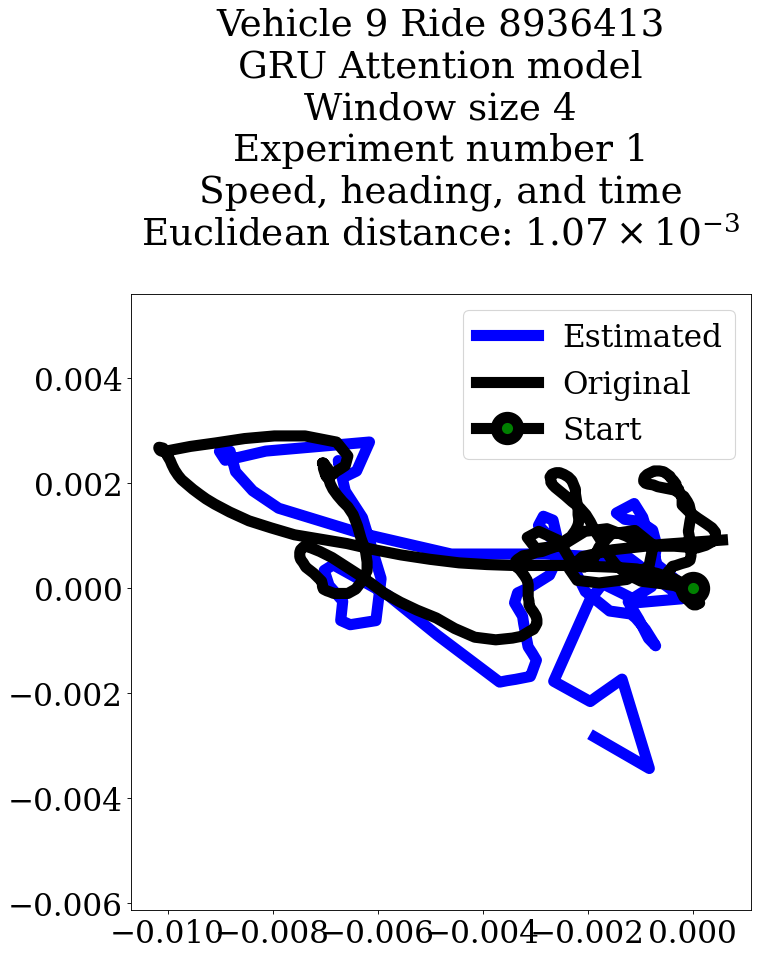 Vehicle 9 Ride 8936413
GRU Attention model
Window size 4
Experiment number 1
Speed, heading, and time
Euclidean distance: 1.07 × 10⁻³
Estimated
Original
Start
0.004
0.002
0.000
−0.002
−0.004
−0.006
−0.010 −0.008 −0.006 −0.004 −0.002 0.000